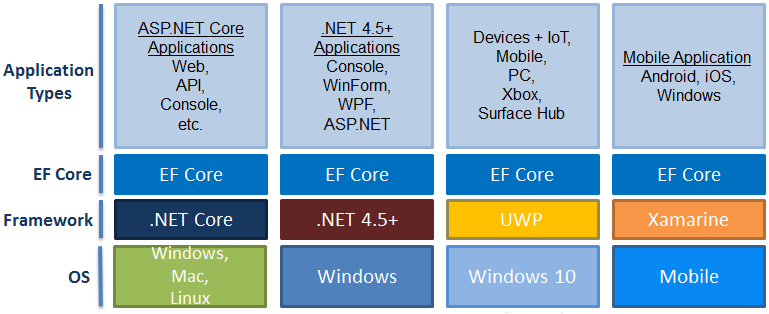 Application
Types
ASP.NET Core
Applications
Web,
API,
Console,
etc.
.NET 4.5+
Applications
Console,
WinForm,
WPF,
ASP.NET
Devices + IoT,
Mobile,
PC,
Xbox,
Surface Hub
Mobile Application
Android, iOS,
Windows
EF Core
EF Core
EF Core
EF Core
EF Core
Framework
.NET Core
.NET 4.5+
UWP
Xamarine
OS
Windows,
Mac,
Linux
Windows
Windows 10
Mobile